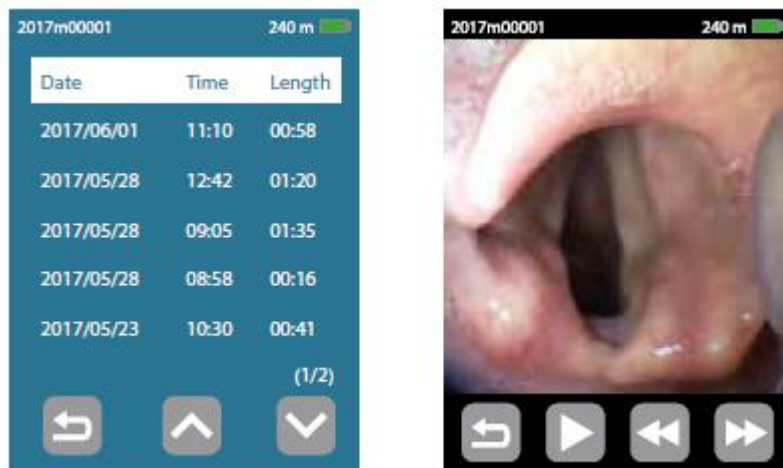 2017m00001 240 m
Date Time Length
2017/06/01 11:10 00:58
2017/05/28 12:42 01:20
2017/05/28 09:05 01:35
2017/05/28 08:58 00:16
2017/05/23 10:30 00:41
(1/2)
2017m00001 240 m